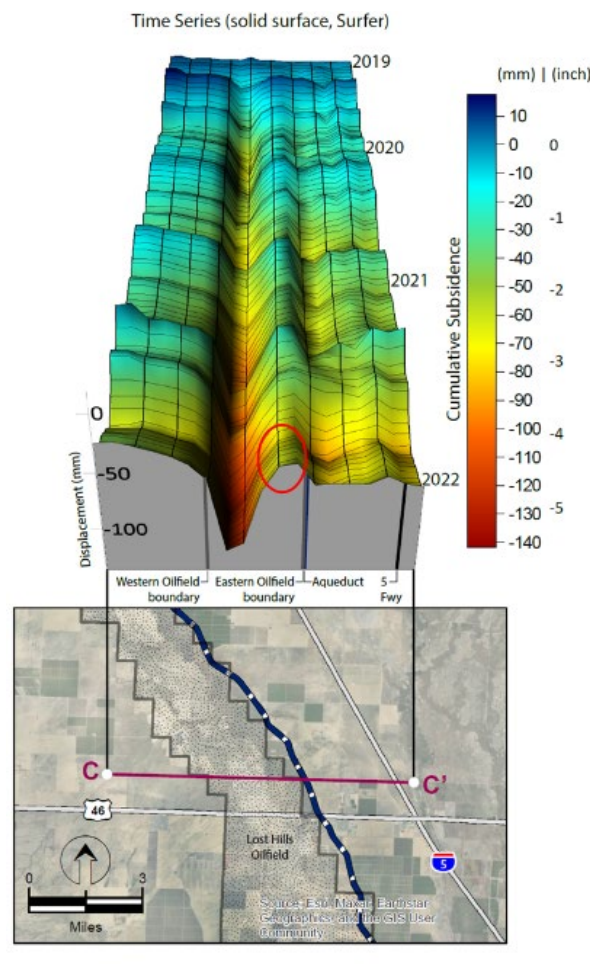 Time Series (solid surface, Surfer)
2019
(mm) | (inch)
10
0 0
2020
-10
-20
-30 -1
-40
2021
-50 -2
-60
-70
-80 -3
-90
-100 -4
-110
-120
-130 -5
-140
Cumulative Subsidence
0
-50
-100
Displacement (mm)
2022
Western Oilfield
boundary
Eastern Oilfield
boundary
Aqueduct
5
Fwy
C
C'
46
Lost Hills
Oilfield
5
0 3
Miles
Source: Esri, Maxar, Earthstar
Geographics, and the GIS User
Community